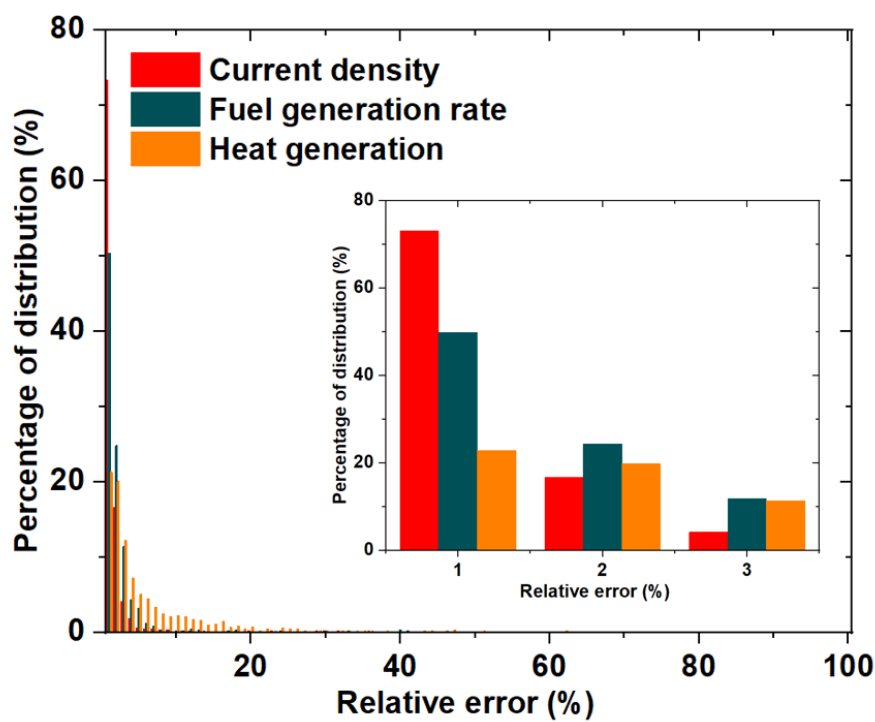 80
60
40
20
0
Percentage of distribution (%)
Current density
Fuel generation rate
Heat generation
80
60
40
20
0
Percentage of distribution (%)
1
2
3
Relative error (%)
20
40
60
80
100
Relative error (%)